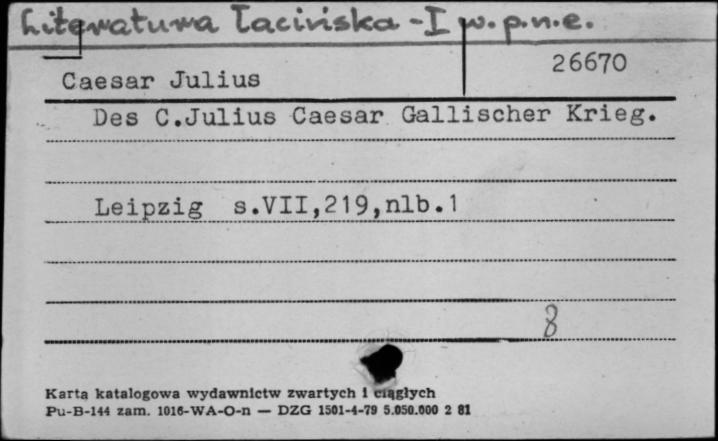 Literatura łacińska - I w. p.n.e.
Caesar Julius
26670
Des C.Julius Caesar Gallischer Krieg.
Leipzig s.VII,219,nlb.1
8
Karta katalogowa wydawnictw zwartych i ciągłych
Pu-B-144 zam. 1016-WA-O-n — DZG 1501-4-79 5.050.000 2 81